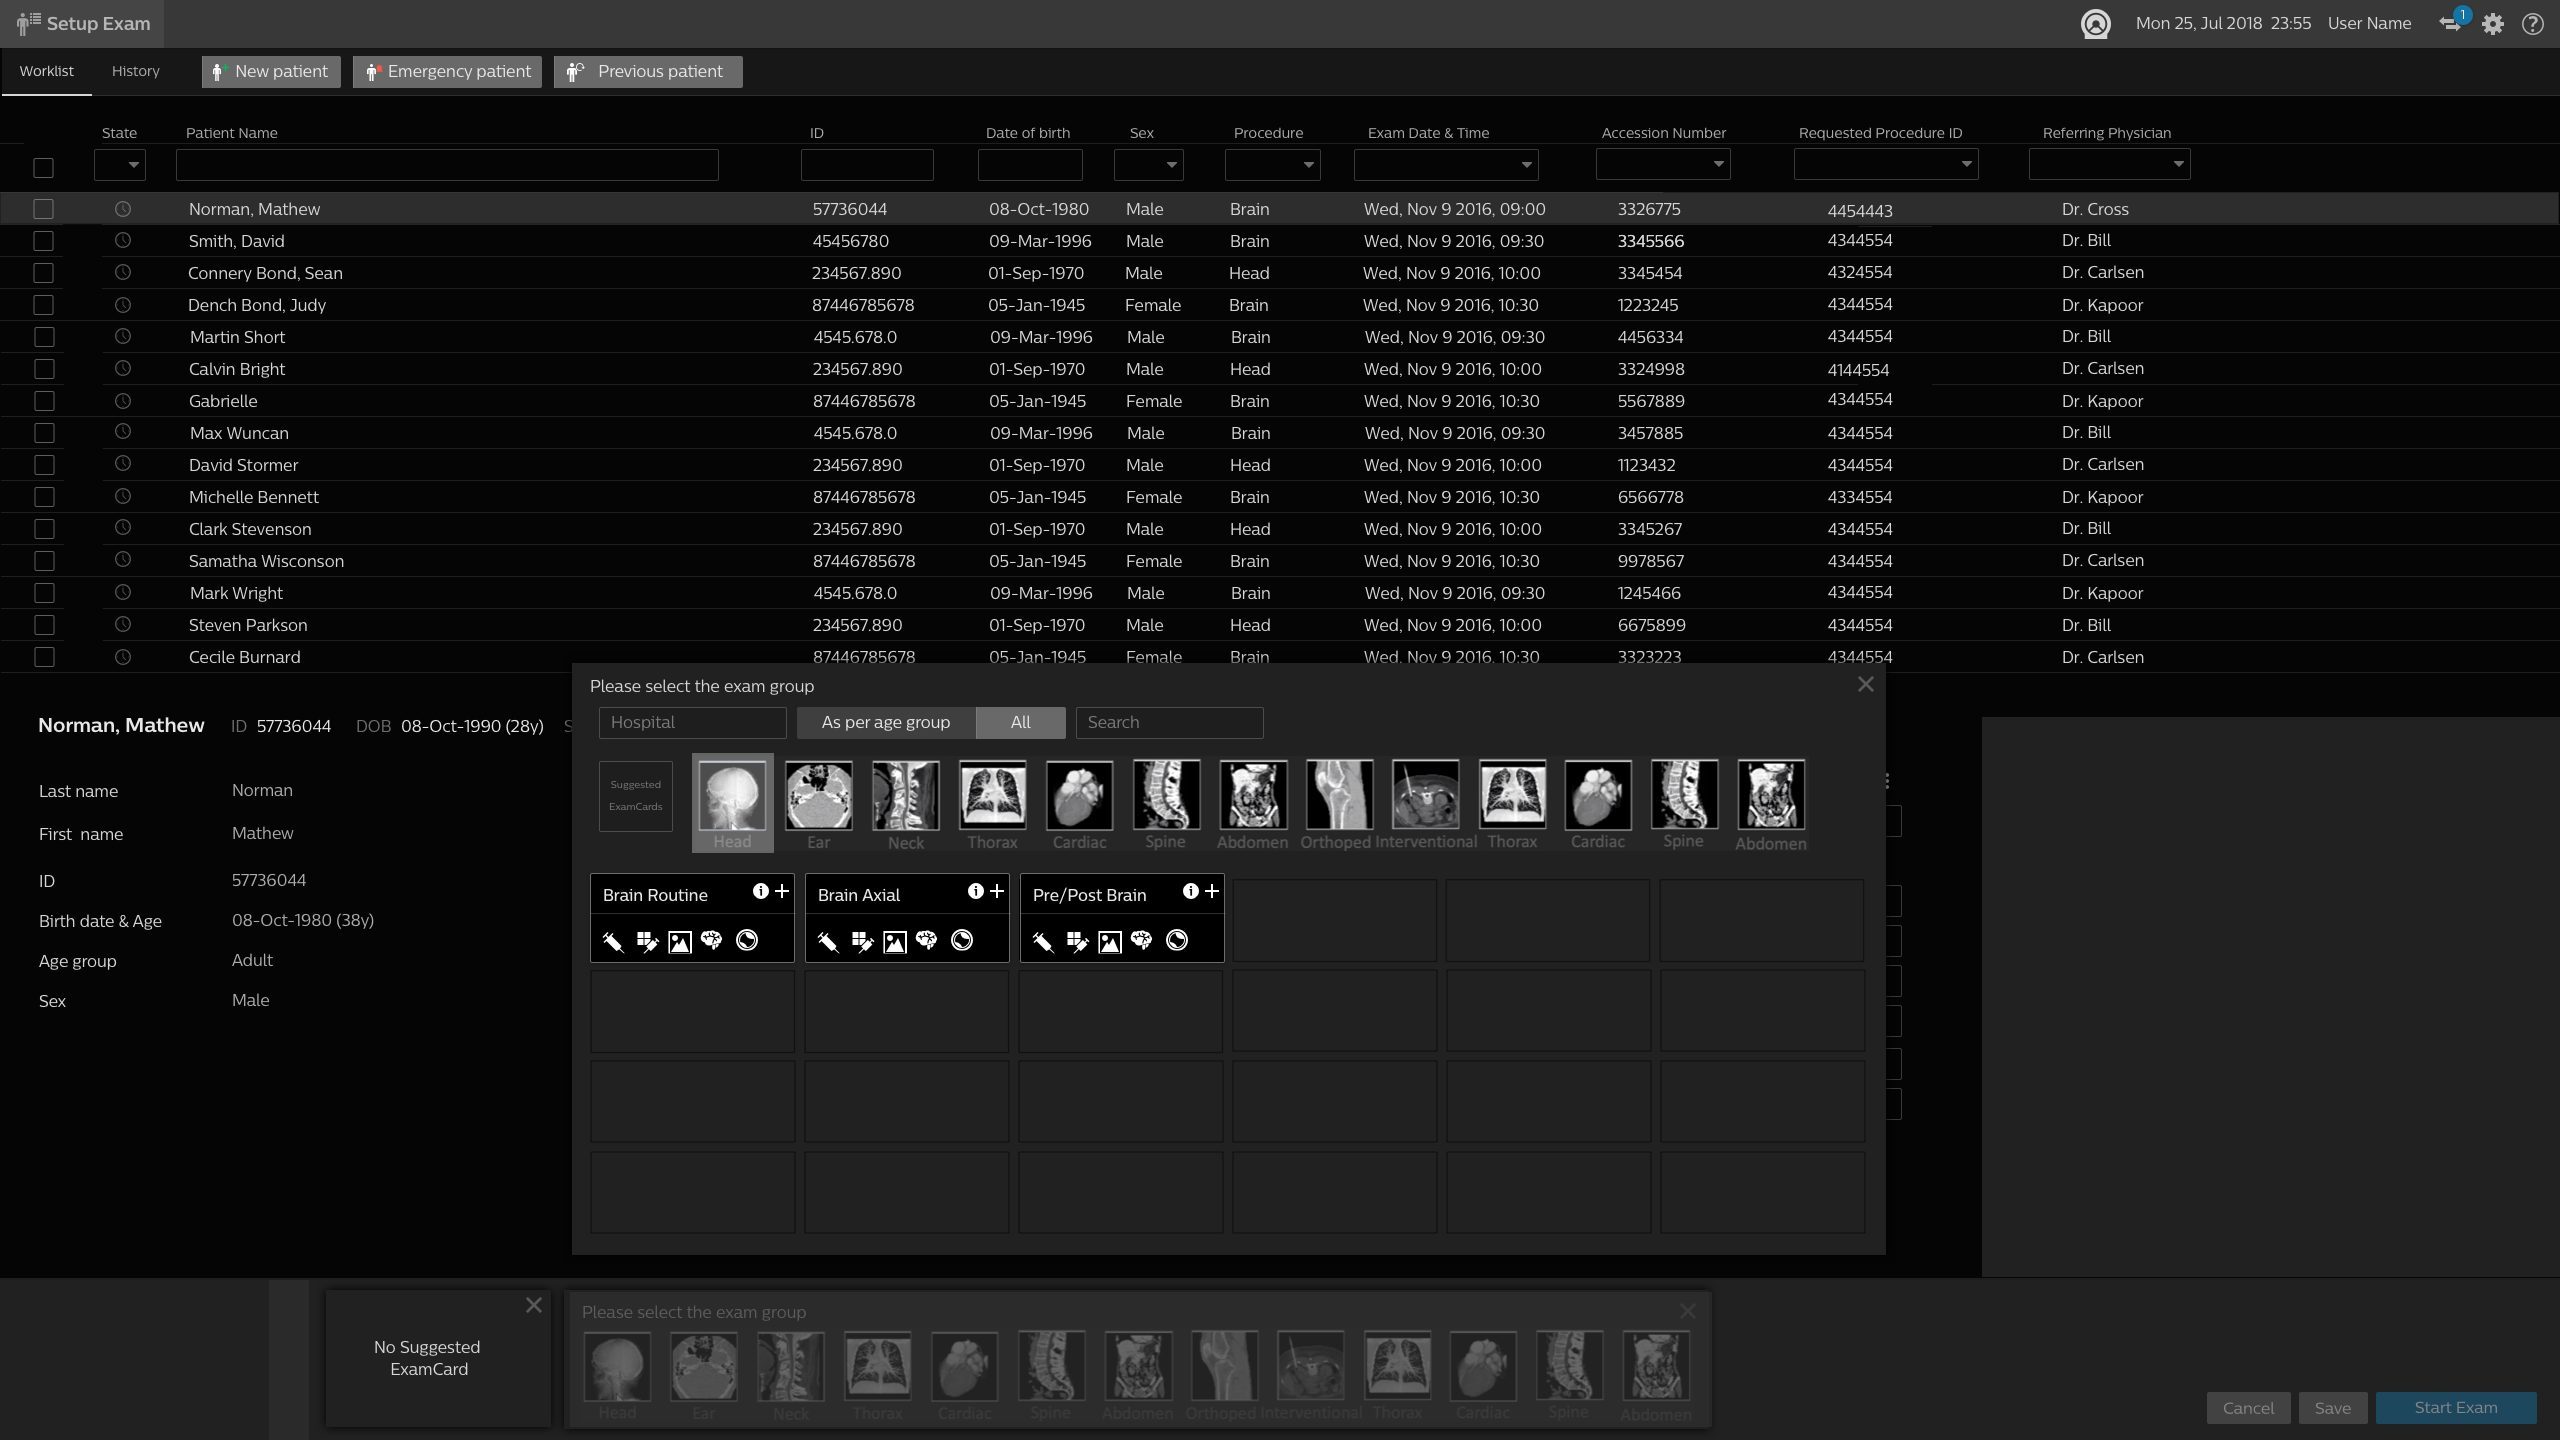 Setup Exam
Mon 25, Jul 2018 23:55 User Name 1
Worklist History New patient Emergency patient Previous patient
State Patient Name ID Date of birth Sex Procedure Exam Date & Time Accession Number Requested Procedure ID Referring Physician
Norman, Mathew 57736044 08-Oct-1980 Male Brain Wed, Nov 9 2016, 09:00 3326775 4454443 Dr. Cross
Smith, David 45456780 09-Mar-1996 Male Brain Wed, Nov 9 2016, 09:30 3345566 4344554 Dr. Bill
Connery Bond, Sean 234567.890 01-Sep-1970 Male Head Wed, Nov 9 2016, 10:00 3345454 4324554 Dr. Carlsen
Dench Bond, Judy 87446785678 05-Jan-1945 Female Brain Wed, Nov 9 2016, 10:30 1223245 4344554 Dr. Kapoor
Martin Short 4545.678.0 09-Mar-1996 Male Brain Wed, Nov 9 2016, 09:30 4456334 4344554 Dr. Bill
Calvin Bright 234567.890 01-Sep-1970 Male Head Wed, Nov 9 2016, 10:00 3324998 4144554 Dr. Carlsen
Gabrielle 87446785678 05-Jan-1945 Female Brain Wed, Nov 9 2016, 10:30 5567889 4344554 Dr. Kapoor
Max Wuncan 4545.678.0 09-Mar-1996 Male Brain Wed, Nov 9 2016, 09:30 3457885 4344554 Dr. Bill
David Stormer 234567.890 01-Sep-1970 Male Head Wed, Nov 9 2016, 10:00 1123432 4344554 Dr. Carlsen
Michelle Bennett 87446785678 05-Jan-1945 Female Brain Wed, Nov 9 2016, 10:30 6566778 4334554 Dr. Kapoor
Clark Stevenson 234567.890 01-Sep-1970 Male Head Wed, Nov 9 2016, 10:00 3345267 4344554 Dr. Bill
Samatha Wisconson 87446785678 05-Jan-1945 Female Brain Wed, Nov 9 2016, 10:30 9978567 4344554 Dr. Carlsen
Mark Wright 4545.678.0 09-Mar-1996 Male Brain Wed, Nov 9 2016, 09:30 1245466 4344554 Dr. Kapoor
Steven Parkson 234567.890 01-Sep-1970 Male Head Wed, Nov 9 2016, 10:00 6675899 4344554 Dr. Bill
Cecile Burnard 87446785678 05-Jan-1945 Female Brain Wed, Nov 9 2016, 10:30 3323223 4344554 Dr. Carlsen
Norman, Mathew ID 57736044 DOB 08-Oct-1990 (28y) S
Last name Norman
First name Mathew
ID 57736044
Birth date & Age 08-Oct-1980 (38y)
Age group Adult
Sex Male
Please select the exam group
Hospital As per age group All Search
Suggested
ExamCards
Head Ear Neck Thorax Cardiac Spine Abdomen Orthoped Interventional Thorax Cardiac Spine Abdomen
Brain Routine Brain Axial Pre/Post Brain
No Suggested
ExamCard
Please select the exam group
Head Ear Neck Thorax Cardiac Spine Abdomen Orthoped Interventional Thorax Cardiac Spine Abdomen
Cancel Save Start Exam